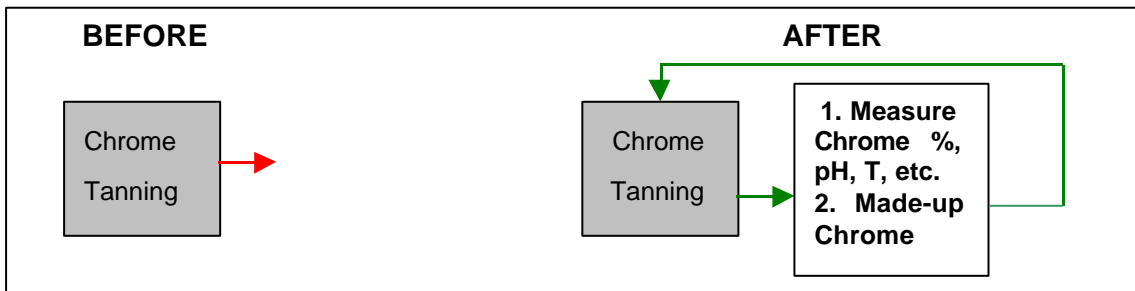 BEFORE
AFTER
Chrome
Tanning
Chrome
Tanning
1. Measure
Chrome %,
pH, T, etc.
2. Made-up
Chrome